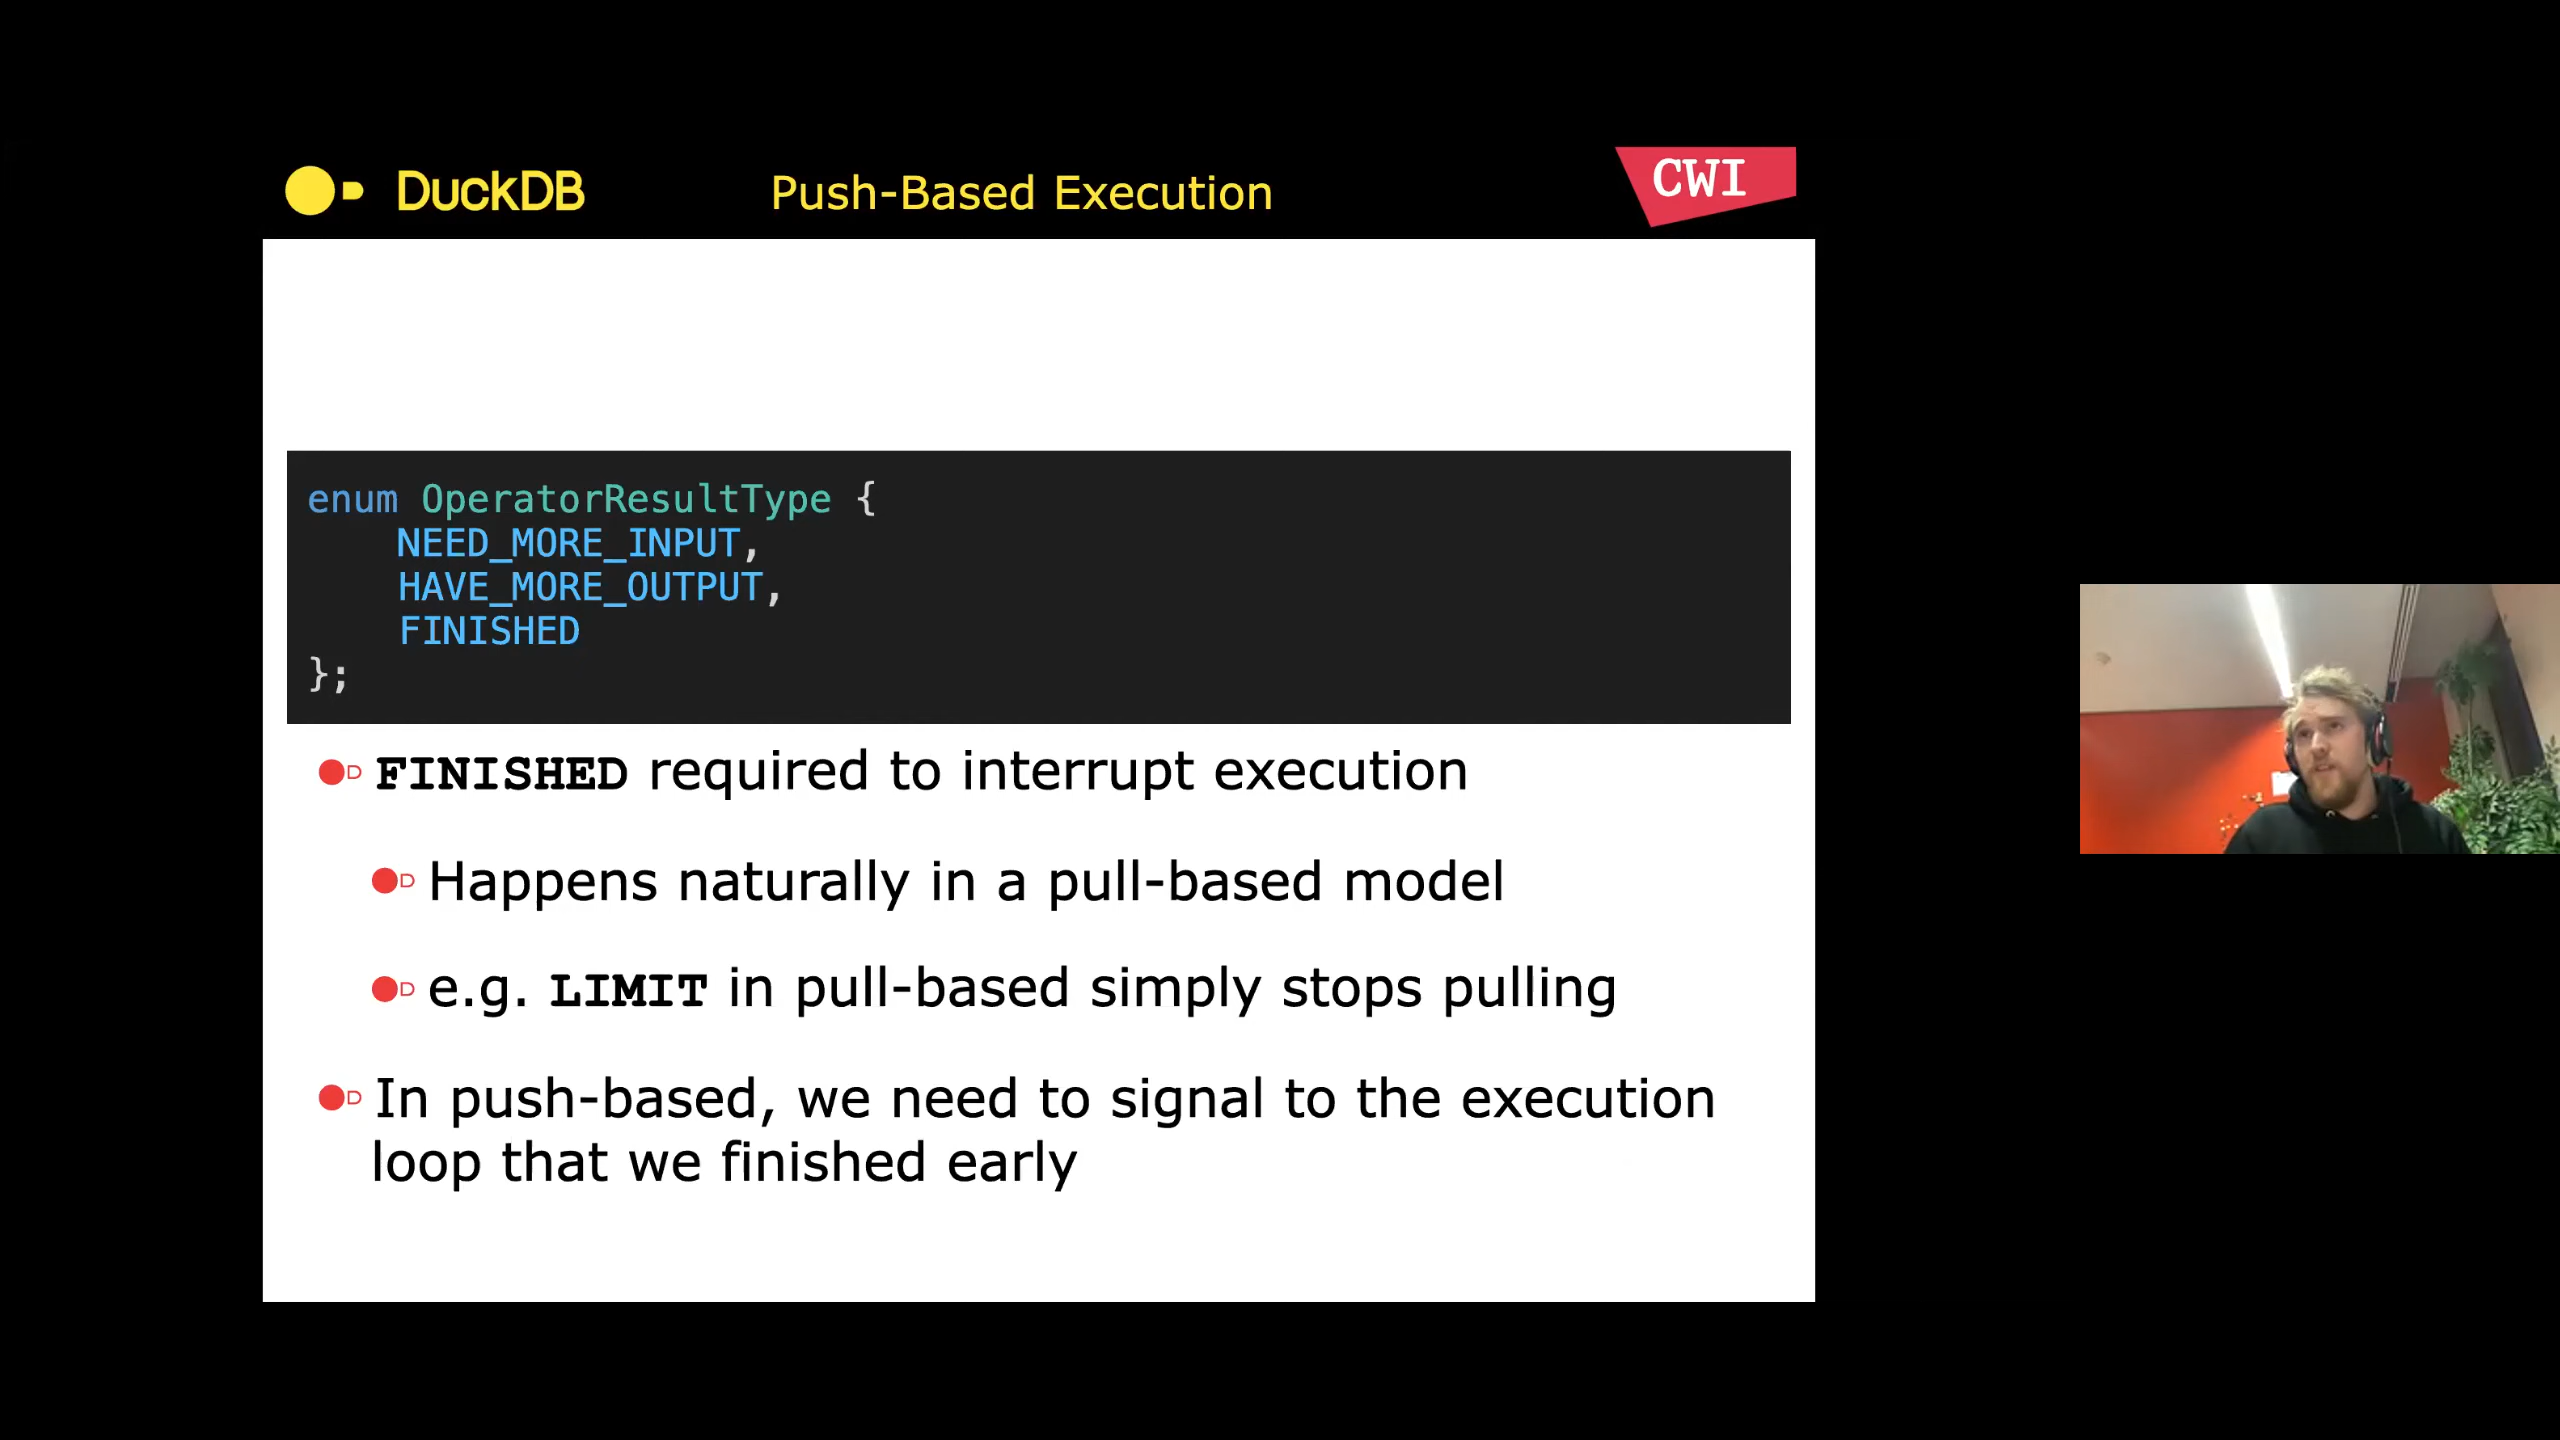 DuckDB
Push-Based Execution
CWI
enum OperatorResultType {
    NEED_MORE_INPUT,
    HAVE_MORE_OUTPUT,
    FINISHED
};
FINISHED required to interrupt execution
Happens naturally in a pull-based model
e.g. LIMIT in pull-based simply stops pulling
In push-based, we need to signal to the execution
loop that we finished early